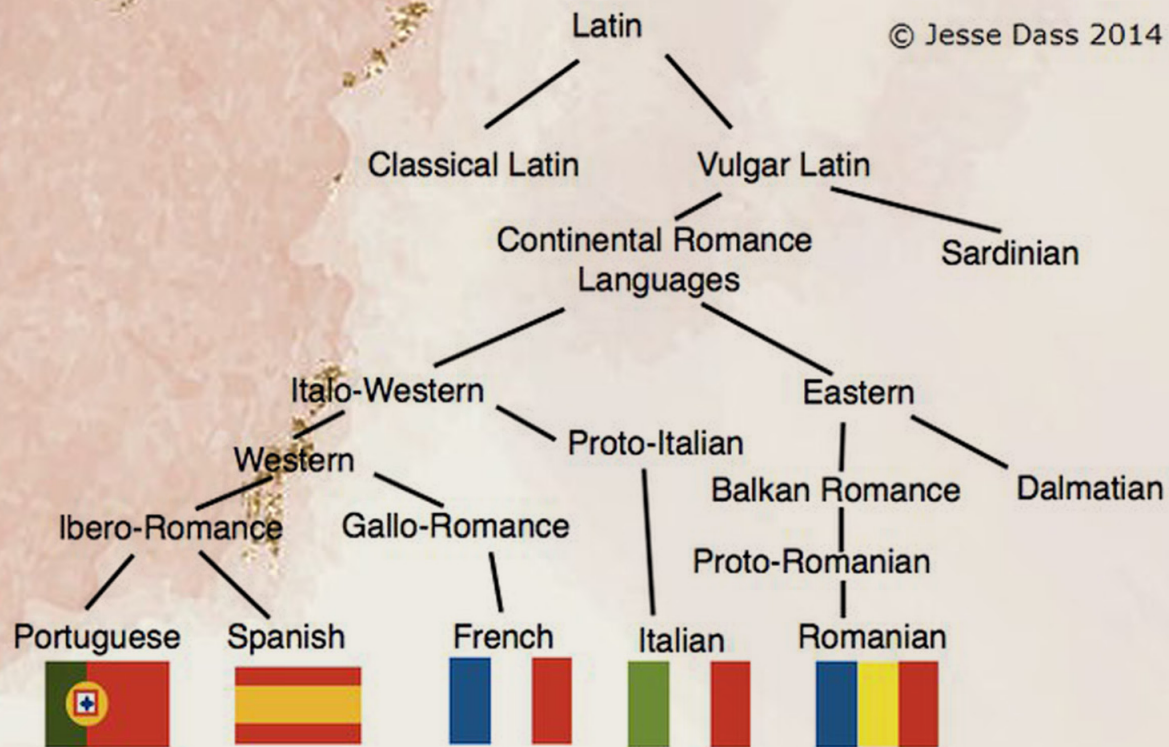 Latin
© Jesse Dass 2014
Classical Latin
Vulgar Latin
Continental Romance
Languages
Sardinian
Italo-Western
Eastern
Western
Proto-Italian
Balkan Romance
Dalmatian
Ibero-Romance
Gallo-Romance
Proto-Romanian
Portuguese
Spanish
French
Italian
Romanian